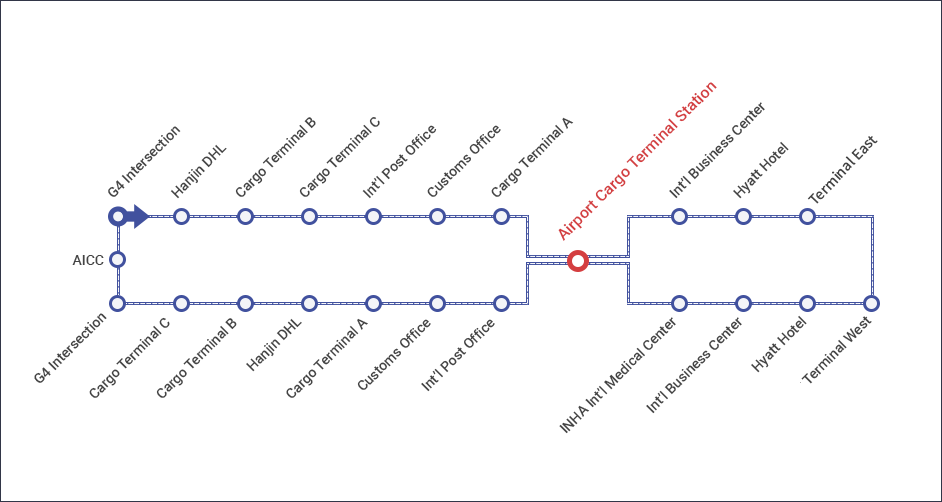 G4 Intersection
Hanjin DHL
Cargo Terminal B
Cargo Terminal C
Int'l Post Office
Customs Office
Cargo Terminal A
Airport Cargo Terminal Station
Int'l Business Center
Hyatt Hotel
Terminal East
AICC
G4 Intersection
Cargo Terminal C
Cargo Terminal B
Hanjin DHL
Cargo Terminal A
Customs Office
Int'l Post Office
INHA Int'l Medical Center
Int'l Business Center
Hyatt Hotel
Terminal West